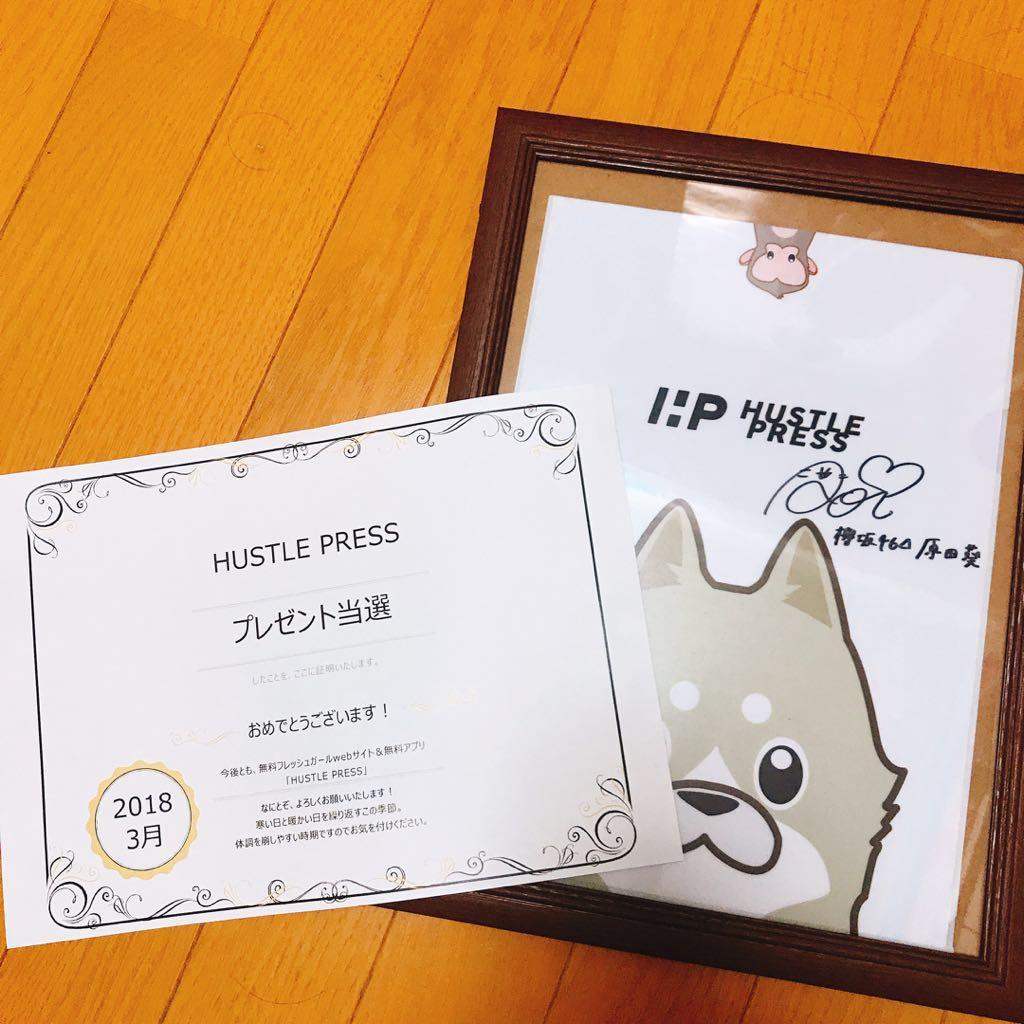 HUSTLE PRESS
プレゼント当選
したことを、ここに証明いたします。
おめでとうございます！
今後とも、無料フレッシュガールwebサイト＆無料アプリ
「HUSTLE PRESS」
なにとぞ、よろしくお願いいたします！
寒い日と暖かい日を繰り返すこの季節。
体調を崩しやすい時期ですのでお気を付けください。
2018
3月
HP HUSTLE
PRESS
欅坂46△ 原田葵